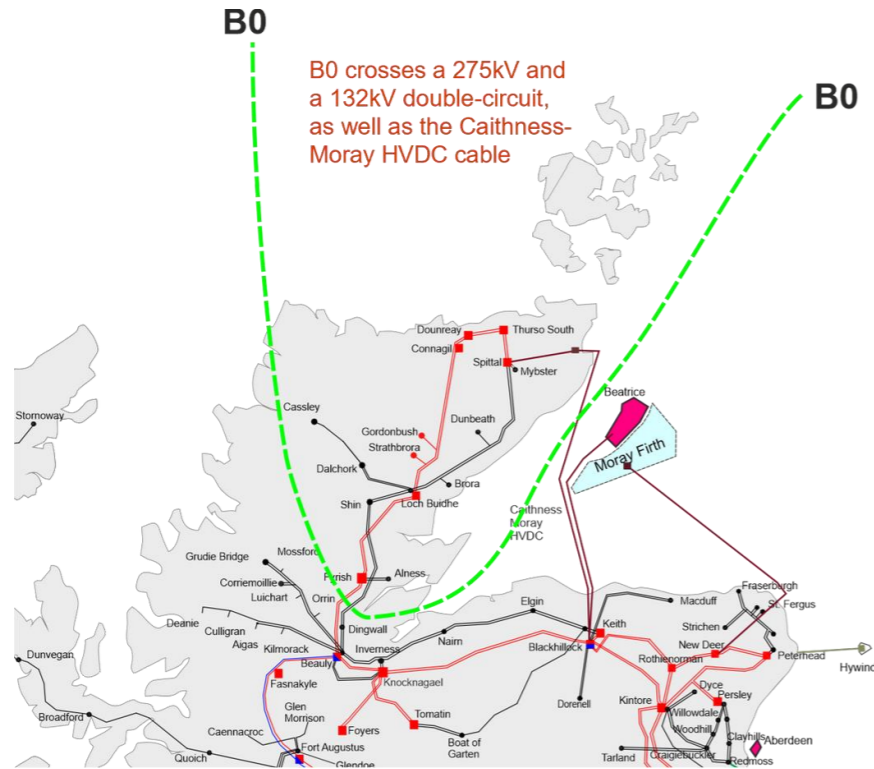 B0
B0 crosses a 275kV and
a 132kV double-circuit,
as well as the Caithness-
Moray HVDC cable
B0
Dounreay
Thurso South
Connagil
Spittal
Mybster
Beatrice
Moray Firth
Stornoway
Cassley
Gordonbush
Dunbeath
Strathbrora
Dalchork
Brora
Shin
Loch Buidhe
Caithness
Moray
HVDC
Grudie Bridge
Mossford
Corriemoillie
Fyrish
Alness
Luichart
Orrin
Deanie
Culligran
Aigas
Kilmorack
Dingwall
Beauly
Inverness
Nairn
Elgin
Macduff
Fraserburgh
St. Fergus
Strichen
Keith
Blackhillock
New Deer
Peterhead
Rothienorman
Hywind
Dunvegan
Fasnakyle
Knocknagael
Dorenell
Kintore
Dyce
Persley
Willowdale
Woodhill
Clayhills
Aberdeen
Craigiebuckler
Redmoss
Tarland
Broadford
Glen
Morrison
Foyers
Tomatin
Boat of
Garten
Caennacroc
Quoich
Fort Augustus
Glendoe